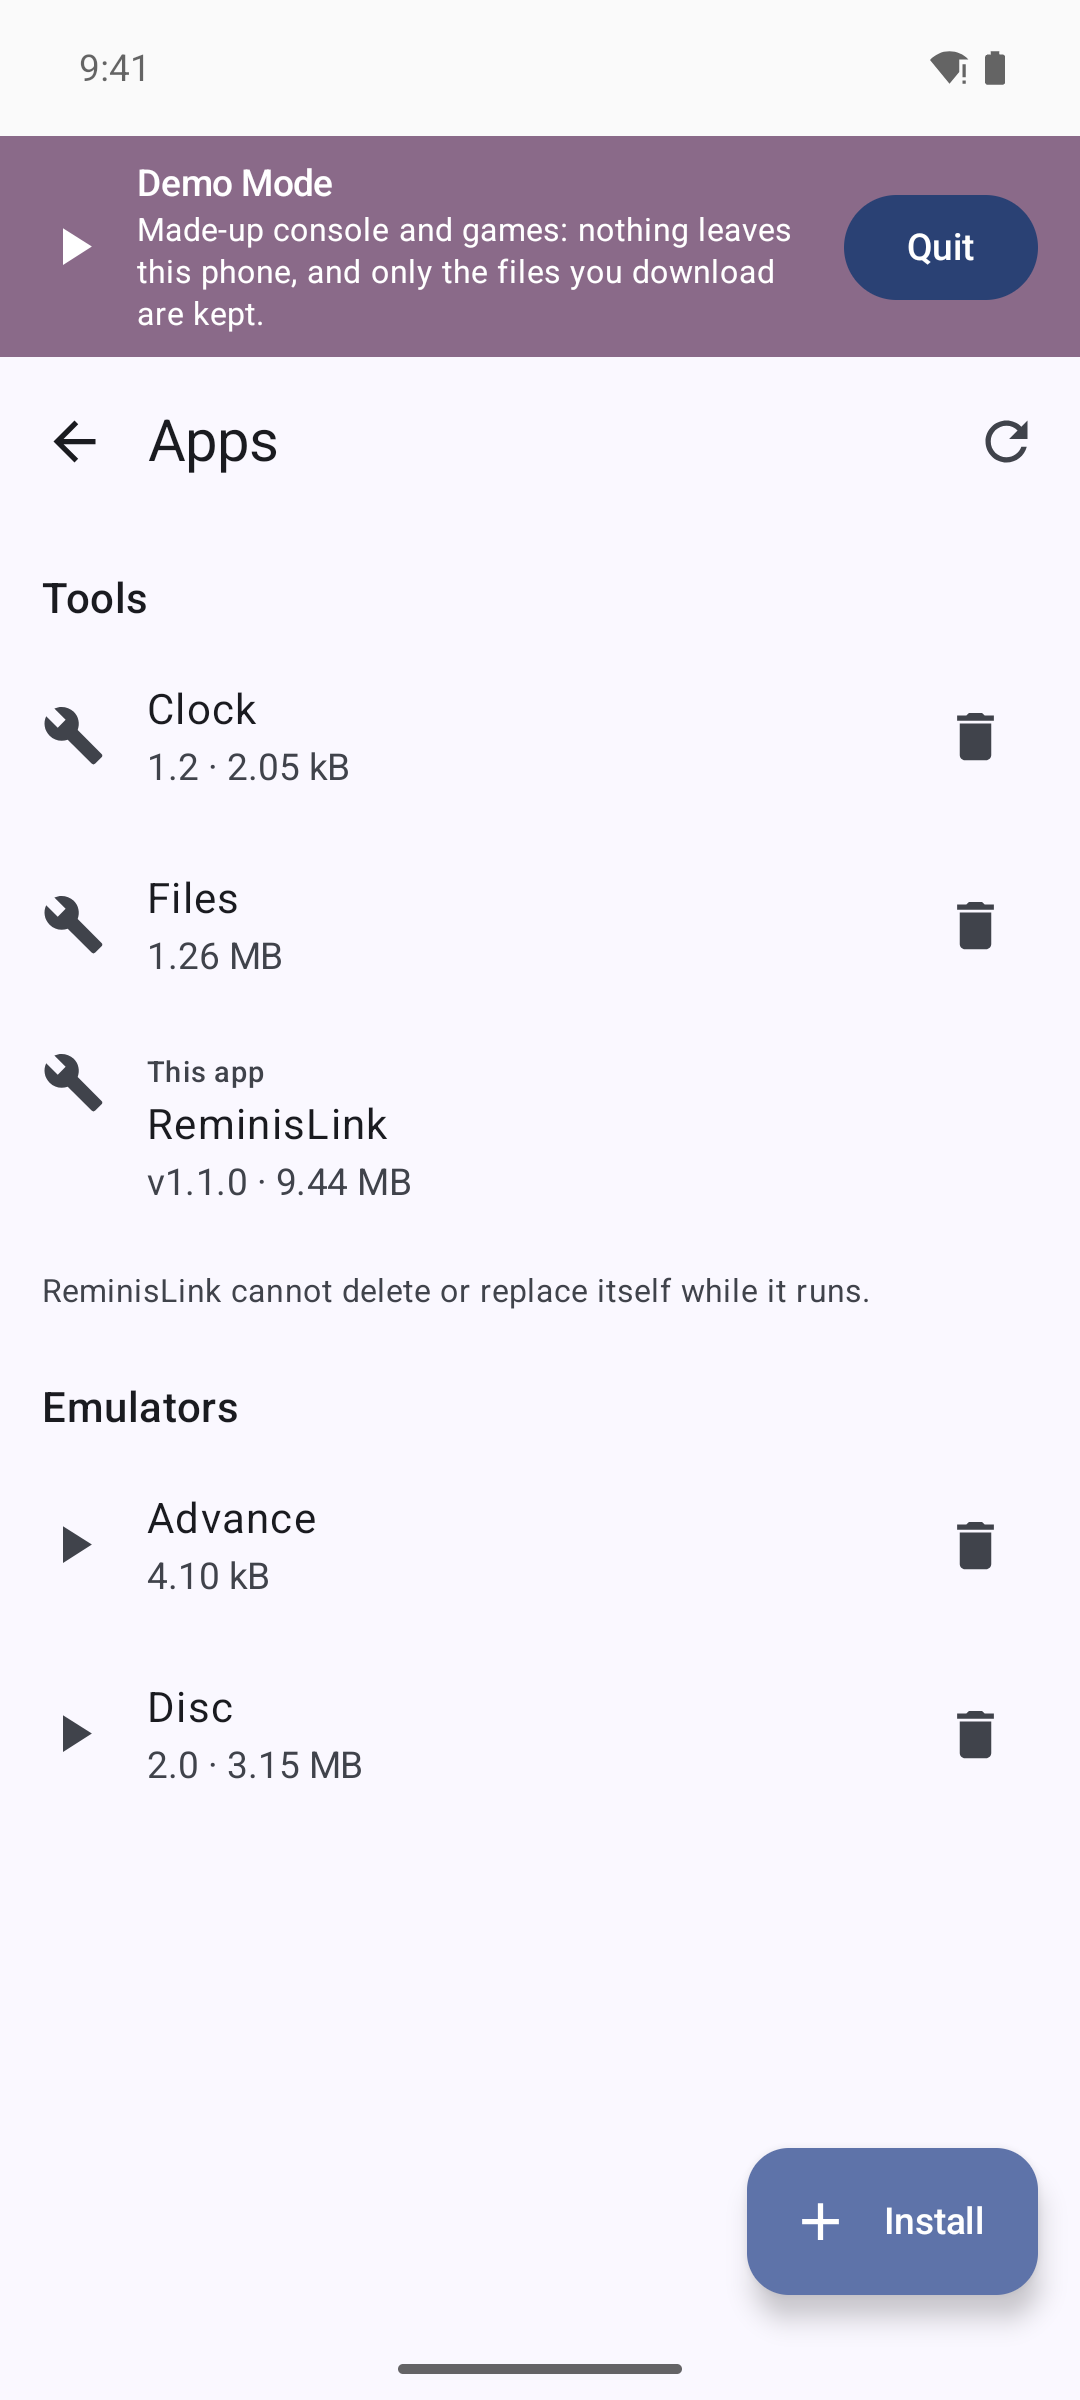 9:41
Demo Mode
Made-up console and games: nothing leaves
this phone, and only the files you download
are kept.
Quit
Apps
Tools
Clock
1.2 · 2.05 kB
Files
1.26 MB
This app
ReminisLink
v1.1.0 · 9.44 MB
ReminisLink cannot delete or replace itself while it runs.
Emulators
Advance
4.10 kB
Disc
2.0 · 3.15 MB
Install